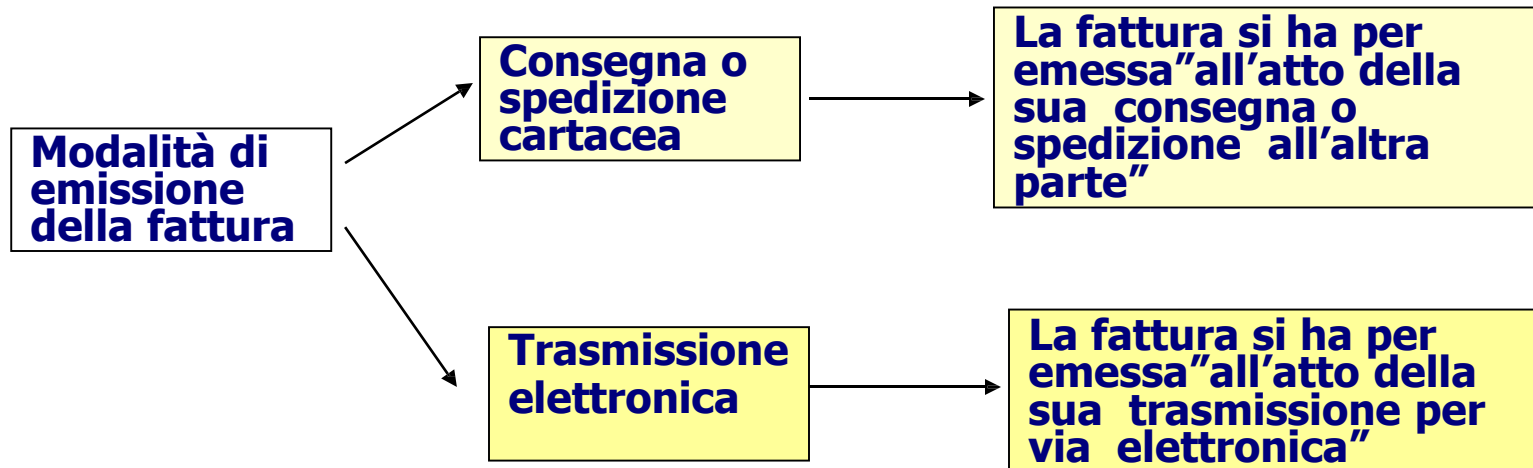 Modalità di
emissione
della fattura
Consegna o
spedizione
cartacea
La fattura si ha per
emessa”all’atto della
sua  consegna o
spedizione  all’altra
parte”
Trasmissione
elettronica
La fattura si ha per
emessa”all’atto della
sua  trasmissione per
via  elettronica”